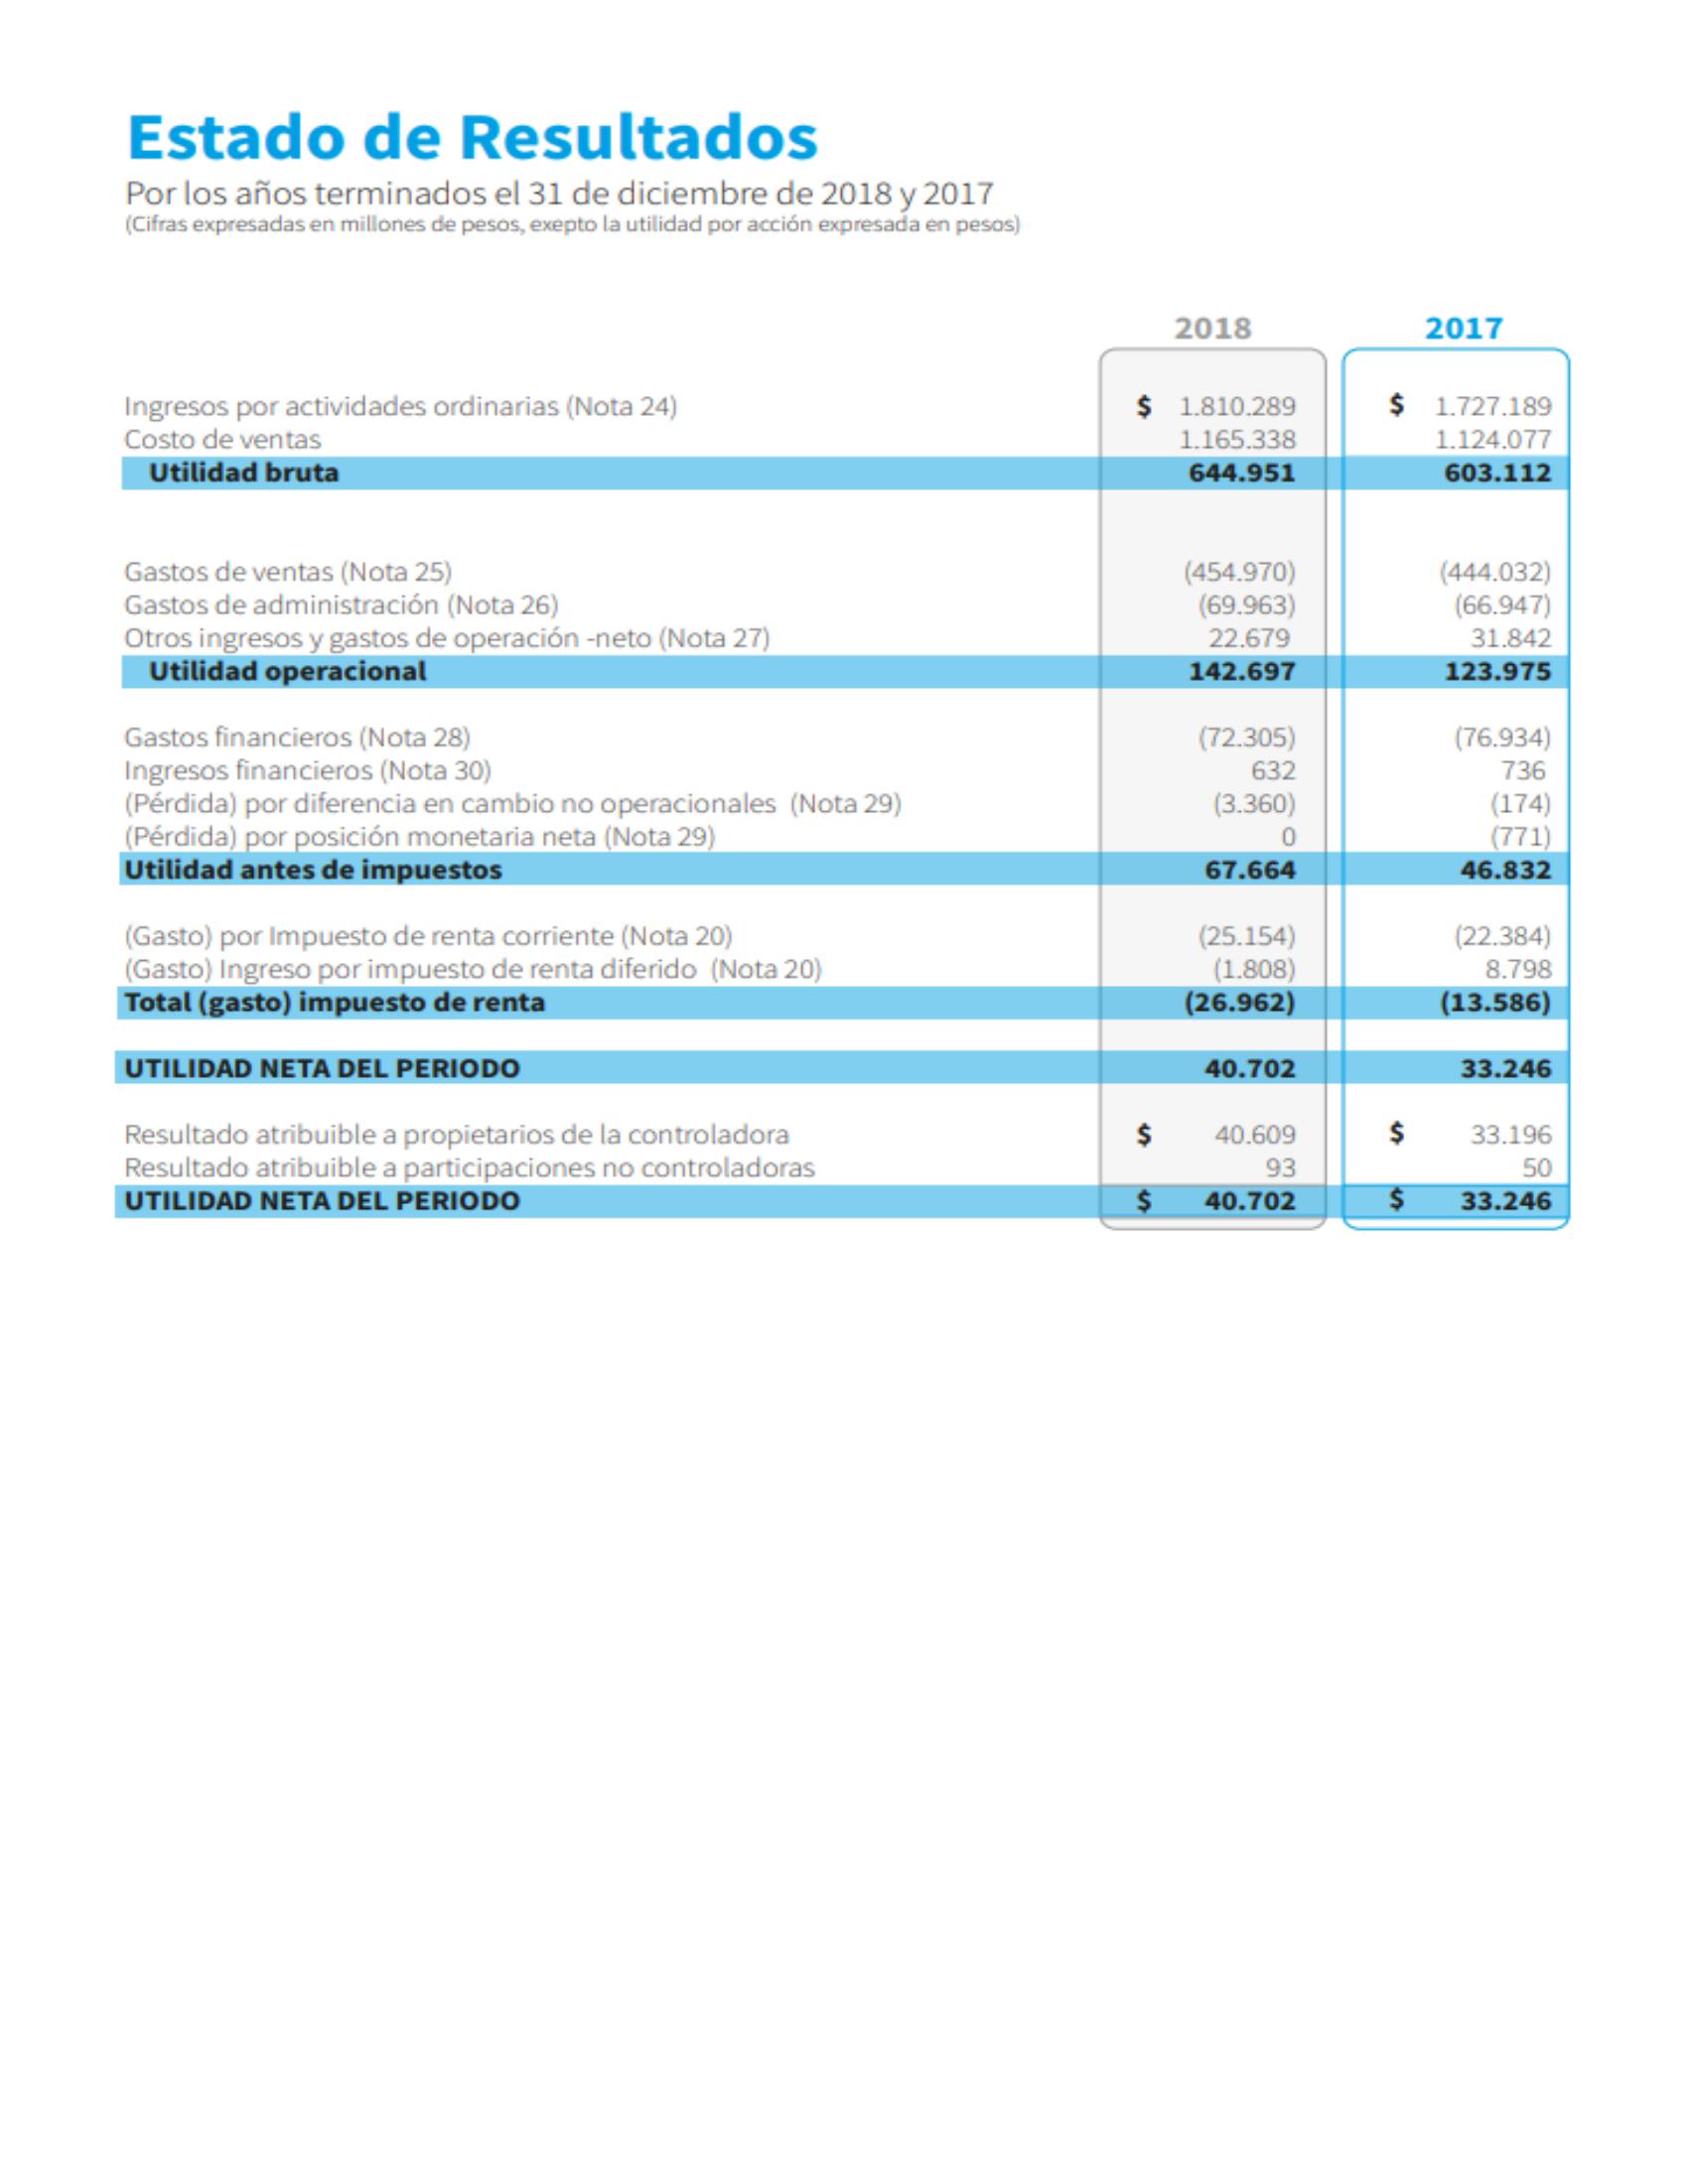 Estado de Resultados
Por los años terminados el 31 de diciembre de 2018 y 2017
(Cifras expresadas en millones de pesos, exepto la utilidad por acción expresada en pesos)
2018 2017
Ingresos por actividades ordinarias (Nota 24) $ 1.810.289 $ 1.727.189
Costo de ventas 1.165.338 1.124.077
Utilidad bruta 644.951 603.112
Gastos de ventas (Nota 25) (454.970) (444.032)
Gastos de administración (Nota 26) (69.963) (66.947)
Otros ingresos y gastos de operación -neto (Nota 27) 22.679 31.842
Utilidad operacional 142.697 123.975
Gastos financieros (Nota 28) (72.305) (76.934)
Ingresos financieros (Nota 30) 632 736
(Pérdida) por diferencia en cambio no operacionales (Nota 29) (3.360) (174)
(Pérdida) por posición monetaria neta (Nota 29) 0 (771)
Utilidad antes de impuestos 67.664 46.832
(Gasto) por Impuesto de renta corriente (Nota 20) (25.154) (22.384)
(Gasto) Ingreso por impuesto de renta diferido (Nota 20) (1.808) 8.798
Total (gasto) impuesto de renta (26.962) (13.586)
UTILIDAD NETA DEL PERIODO 40.702 33.246
Resultado atribuible a propietarios de la controladora $ 40.609 $ 33.196
Resultado atribuible a participaciones no controladoras 93 50
UTILIDAD NETA DEL PERIODO $ 40.702 $ 33.246